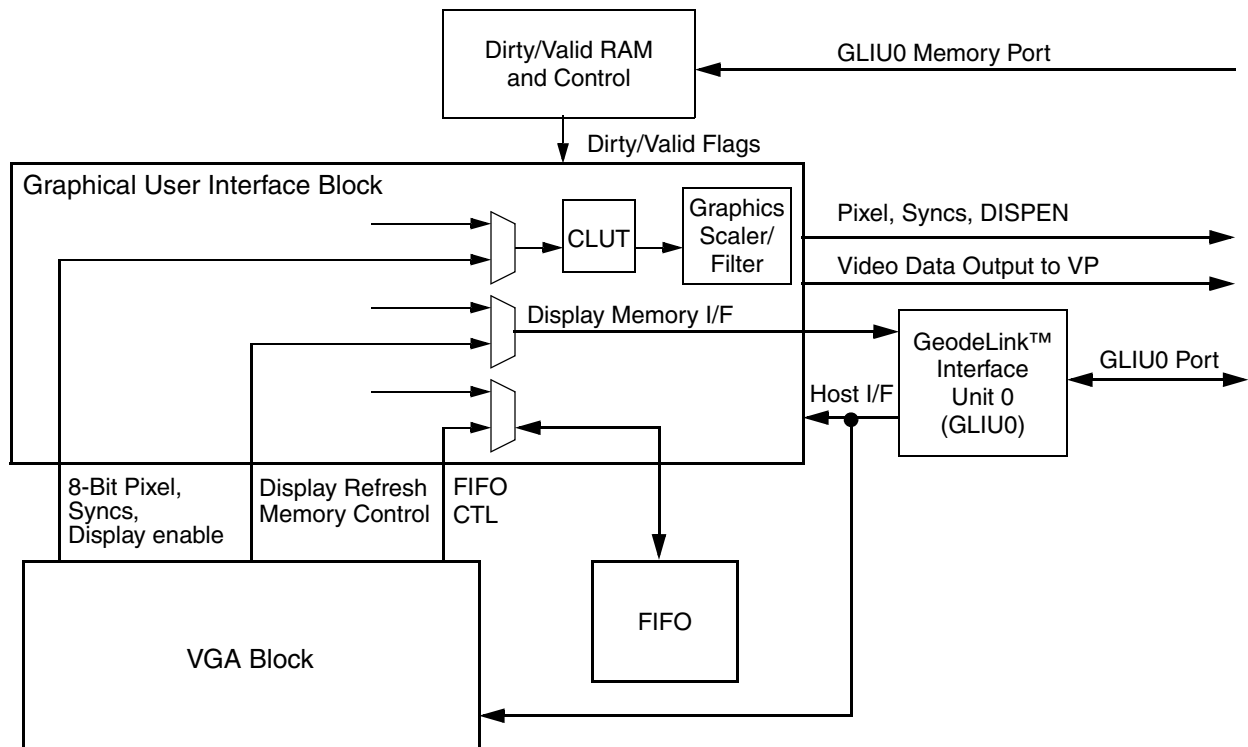 Dirty/Valid RAM
and Control
GLIU0 Memory Port
Dirty/Valid Flags
Graphical User Interface Block
CLUT
Graphics
Scaler/
Filter
Pixel, Syncs, DISPEN
Video Data Output to VP
Display Memory I/F
GeodeLink™
Interface
Unit 0
(GLIU0)
GLIU0 Port
Host I/F
8-Bit Pixel,
Syncs,
Display enable
Display Refresh
Memory Control
FIFO
CTL
FIFO
VGA Block